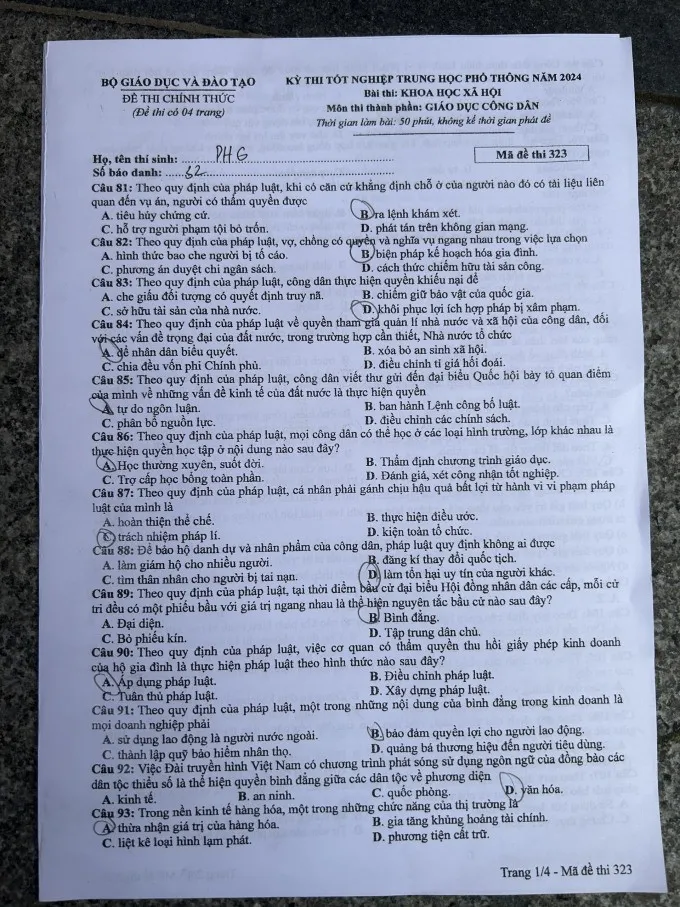 BỘ GIÁO DỤC VÀ ĐÀO TẠO
ĐỀ THI CHÍNH THỨC
(Đề thi có 04 trang)
KỲ THI TỐT NGHIỆP TRUNG HỌC PHỔ THÔNG NĂM 2024
Bài thi: KHOA HỌC XÃ HỘI
Môn thi thành phần: GIÁO DỤC CÔNG DÂN
Thời gian làm bài: 50 phút, không kể thời gian phát đề
Họ, tên thí sinh: PHG
Số báo danh: 32
Mã đề thi 323
Câu 81: Theo quy định của pháp luật, khi có căn cứ khẳng định chỗ ở của người nào đó có tài liệu liên
quan đến vụ án, người có thẩm quyền được
A. tiêu hủy chứng cứ. B. ra lệnh khám xét.
C. hỗ trợ người phạm tội bỏ trốn. D. phát tán trên không gian mạng.
Câu 82: Theo quy định của pháp luật, vợ, chồng có quyền và nghĩa vụ ngang nhau trong việc lựa chọn
A. hình thức bao che người bị tố cáo. B. biện pháp kế hoạch hóa gia đình.
C. phương án duyệt chi ngân sách. D. cách thức chiếm hữu tài sản công.
Câu 83: Theo quy định của pháp luật, công dân thực hiện quyền khiếu nại để
A. che giấu đối tượng có quyết định truy nã. B. chiếm giữ bảo vật của quốc gia.
C. sở hữu tài sản của nhà nước. D. khôi phục lợi ích hợp pháp bị xâm phạm.
Câu 84: Theo quy định của pháp luật về quyền tham gia quản lí nhà nước và xã hội của công dân, đối
với các vấn đề trọng đại của đất nước, trong trường hợp cần thiết, Nhà nước tổ chức
A. để nhân dân biểu quyết. B. xóa bỏ an sinh xã hội.
C. chia đều vốn phi Chính phủ. D. điều chỉnh tỉ giá hối đoái.
Câu 85: Theo quy định của pháp luật, công dân viết thư gửi đến đại biểu Quốc hội bày tỏ quan điểm
của mình về những vấn đề kinh tế của đất nước là thực hiện quyền
A. tự do ngôn luận. B. ban hành Lệnh công bố luật.
C. phân bổ nguồn lực. D. điều chỉnh các chính sách.
Câu 86: Theo quy định của pháp luật, mọi công dân có thể học ở các loại hình trường, lớp khác nhau là
thực hiện quyền học tập ở nội dung nào sau đây?
A. Học thường xuyên, suốt đời. B. Thẩm định chương trình giáo dục.
C. Trợ cấp học bổng toàn phần. D. Đánh giá, xét công nhận tốt nghiệp.
Câu 87: Theo quy định của pháp luật, cá nhân phải gánh chịu hậu quả bất lợi từ hành vi vi phạm pháp
luật của mình là
A. hoàn thiện thể chế. B. thực hiện điều ước.
C. trách nhiệm pháp lí. D. kiện toàn tổ chức.
Câu 88: Để bảo hộ danh dự và nhân phẩm của công dân, pháp luật quy định không ai được
A. làm giám hộ cho nhiều người. B. đăng kí thay đổi quốc tịch.
C. tìm thân nhân cho người bị tai nạn. D. làm tổn hại uy tín của người khác.
Câu 89: Theo quy định của pháp luật, tại thời điểm bầu cử đại biểu Hội đồng nhân dân các cấp, mỗi cử
tri đều có một phiếu bầu với giá trị ngang nhau là thể hiện nguyên tắc bầu cử nào sau đây?
A. Đại diện. B. Bình đẳng.
C. Bỏ phiếu kín. D. Tập trung dân chủ.
Câu 90: Theo quy định của pháp luật, việc cơ quan có thẩm quyền thu hồi giấy phép kinh doanh
của hộ gia đình là thực hiện pháp luật theo hình thức nào sau đây?
A. Áp dụng pháp luật. B. Điều chỉnh pháp luật.
C. Tuân thủ pháp luật. D. Xây dựng pháp luật.
Câu 91: Theo quy định của pháp luật, một trong những nội dung của bình đẳng trong kinh doanh là
mọi doanh nghiệp phải
A. sử dụng lao động là người nước ngoài. B. bảo đảm quyền lợi cho người lao động.
C. thành lập quỹ bảo hiểm nhân thọ. D. quảng bá thương hiệu đến người tiêu dùng.
Câu 92: Việc Đài truyền hình Việt Nam có chương trình phát sóng sử dụng ngôn ngữ của đồng bào các
dân tộc thiểu số là thể hiện quyền bình đẳng giữa các dân tộc về phương diện
A. kinh tế. B. an ninh. C. quốc phòng. D. văn hóa.
Câu 93: Trong nền kinh tế hàng hóa, một trong những chức năng của thị trường là
A. thừa nhận giá trị của hàng hóa. B. gia tăng khủng hoảng tài chính.
C. liệt kê loại hình lạm phát. D. phương tiện cất trữ.
Trang 1/4 - Mã đề thi 323